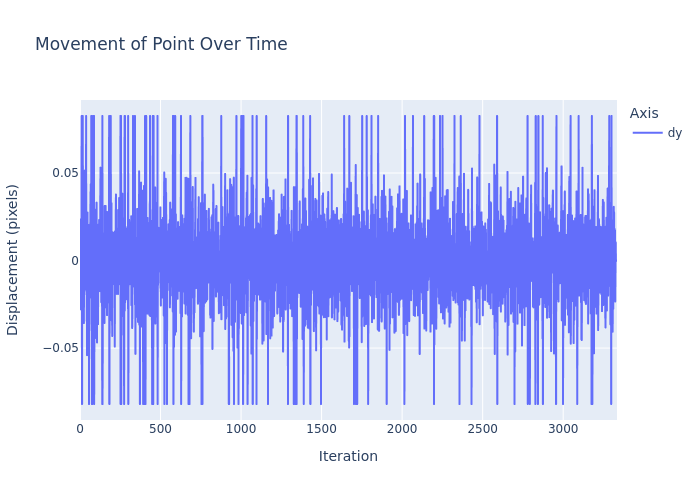 Movement of Point Over Time
Axis
dy
0.05
0
−0.05
Displacement (pixels)
0
500
1000
1500
2000
2500
3000
Iteration